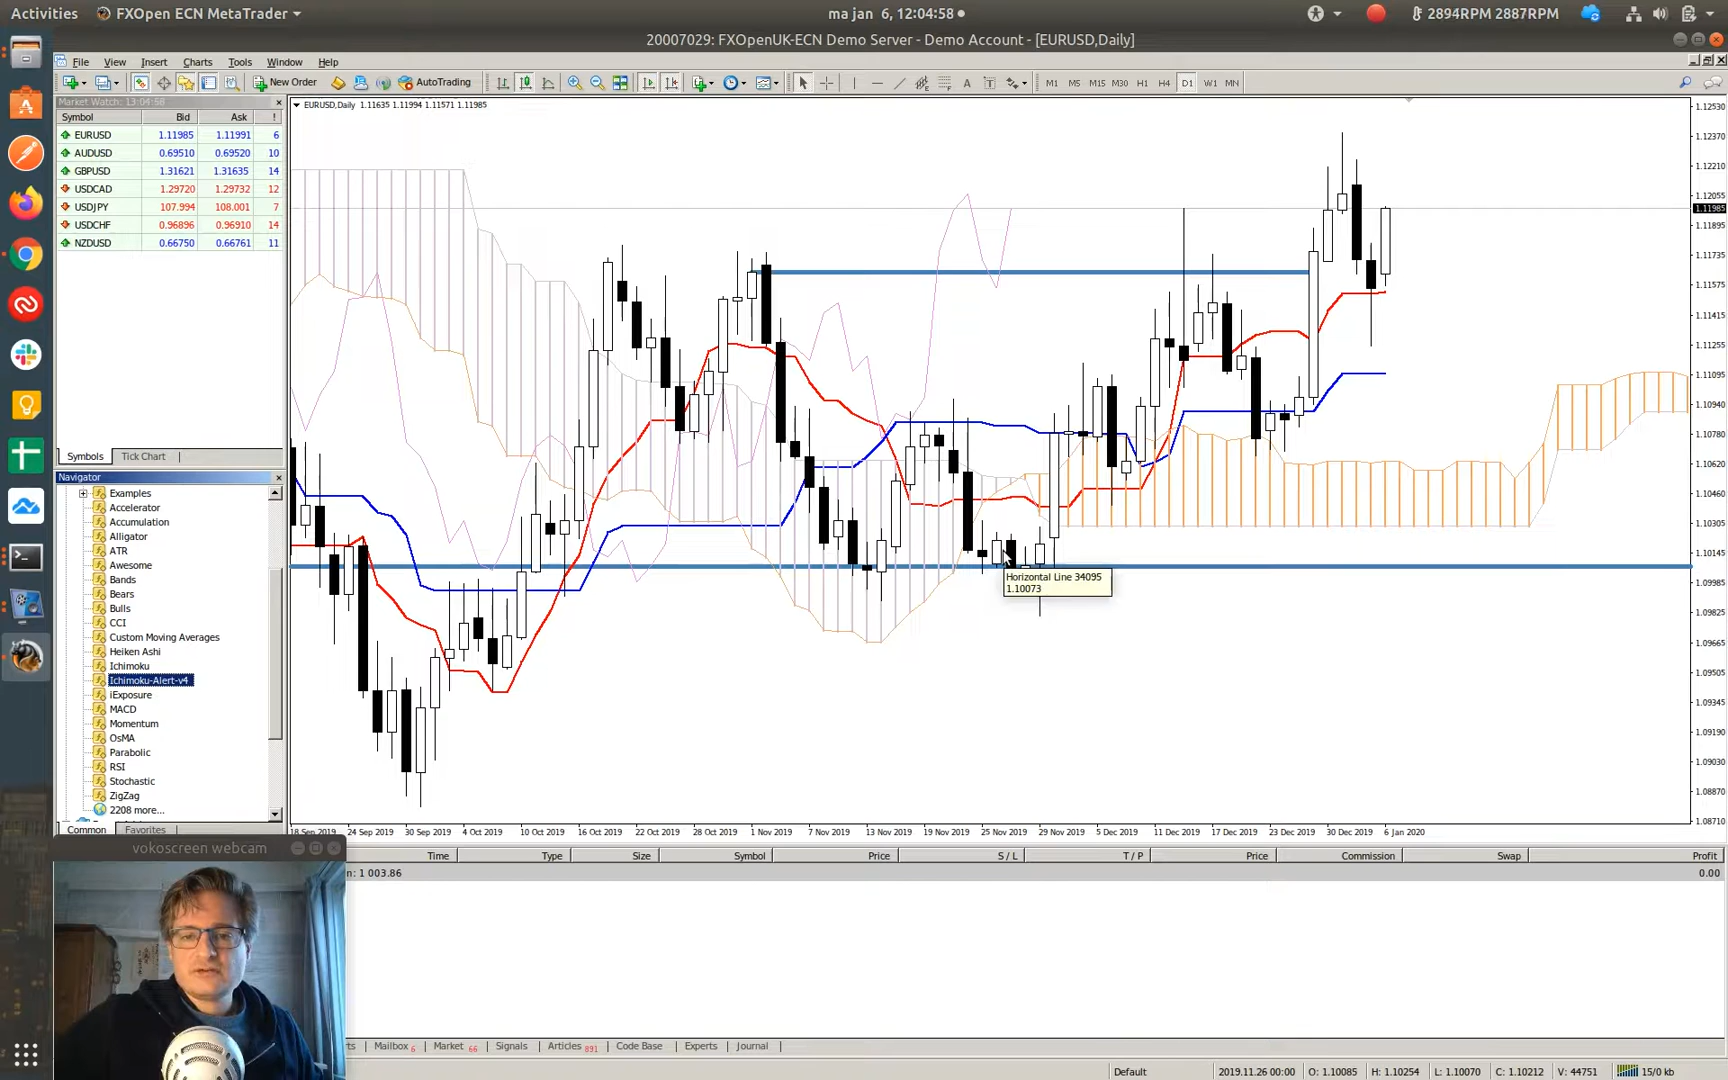 Activities FXOpen ECN MetaTrader ma jan 6, 12:04:58 2894RPM 2887RPM
20007029: FXOpenUK-ECN Demo Server - Demo Account - [EURUSD,Daily]
File View Insert Charts Tools Window Help
New Order AutoTrading A T M1 M5 M15 M30 H1 H4 D1 W1 MN
Market Watch: 13:04:58
Symbol Bid Ask !
EURUSD 1.11985 1.11991 6
AUDUSD 0.69510 0.69520 10
GBPUSD 1.31621 1.31635 14
USDCAD 1.29720 1.29732 12
USDJPY 107.994 108.001 7
USDCHF 0.96896 0.96910 14
NZDUSD 0.66750 0.66761 11
Symbols Tick Chart
Navigator
Examples
Accelerator
Accumulation
Alligator
ATR
Awesome
Bands
Bears
Bulls
CCI
Custom Moving Averages
Heiken Ashi
Ichimoku
Ichimoku-Alert-v4
iExposure
MACD
Momentum
OsMA
Parabolic
RSI
Stochastic
ZigZag
2208 more...
Common Favorites
EURUSD,Daily 1.11635 1.11994 1.11571 1.11985
1.12530
1.12370
1.12210
1.12055
1.11985
1.11895
1.11735
1.11575
1.11415
1.11255
1.11095
1.10940
1.10780
1.10620
1.10460
1.10305
1.10145
1.09985
1.09825
1.09665
1.09345
1.09190
1.09030
1.08870
1.08710
Horizontal Line 34095
1.10073
18 Sep 2019 24 Sep 2019 30 Sep 2019 4 Oct 2019 10 Oct 2019 16 Oct 2019 22 Oct 2019 28 Oct 2019 1 Nov 2019 7 Nov 2019 13 Nov 2019 19 Nov 2019 25 Nov 2019 29 Nov 2019 5 Dec 2019 11 Dec 2019 17 Dec 2019 23 Dec 2019 30 Dec 2019 6 Jan 2020
vokoscreen webcam
Time Type Size Symbol Price S / L T / P Price Commission Swap Profit
n: 1 003.86 0.00
rts Mailbox 6 Market 66 Signals Articles 891 Code Base Experts Journal
Default 2019.11.26 00:00 O: 1.10085 H: 1.10254 L: 1.10070 C: 1.10212 V: 44751 15/0 kb